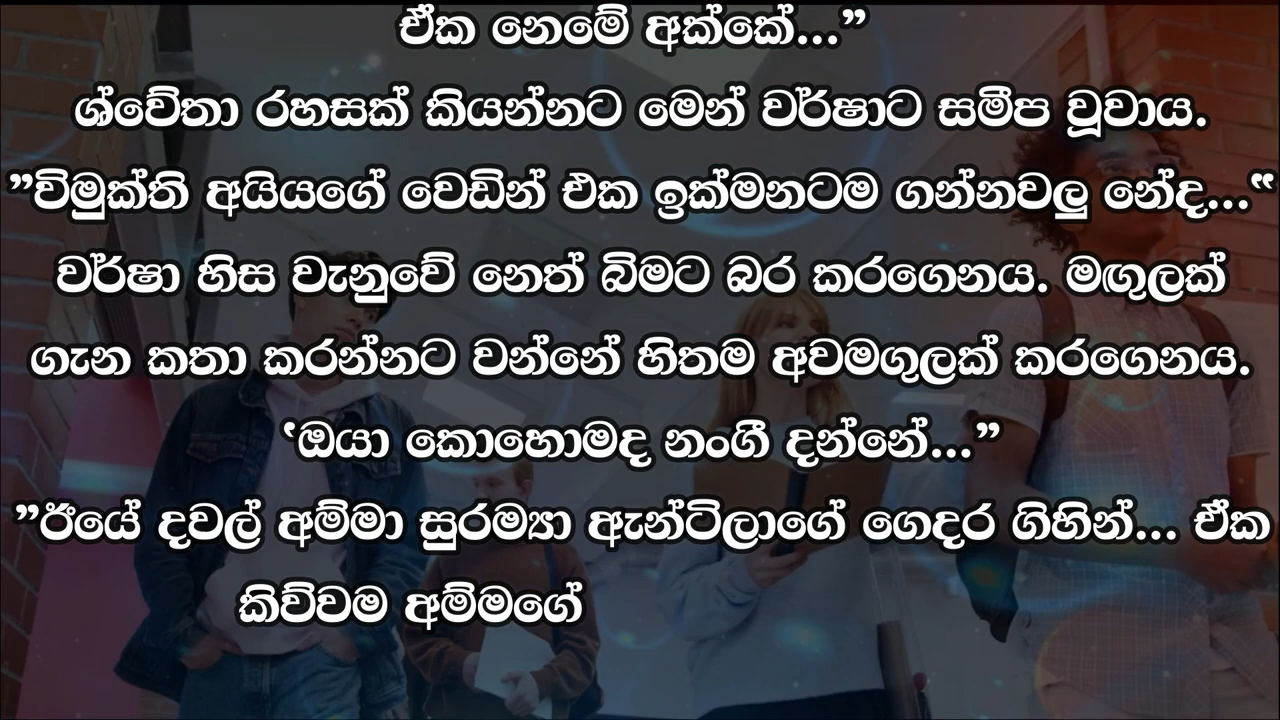 ඒක නෙමේ අක්කේ...”
ශ්වේතා රහසක් කියන්නට මෙන් වර්ෂාට සමීප වූවාය.
”විමුක්ති අයියගේ වෙඩින් එක ඉක්මනටම ගන්නවලු නේද...“
වර්ෂා හිස වැනුවේ නෙත් බිමට බර කරගෙනය. මඟුලක්
ගැන කතා කරන්නට වන්නේ හිතම අවමගුලක් කරගෙනය.
‘ඔයා කොහොමද නංගී දන්නේ...”
”ඊයේ දවල් අම්මා සුරම්‍යා ඇන්ටිලාගේ ගෙදර ගිහින්... ඒක
කිව්වම අම්මගේ